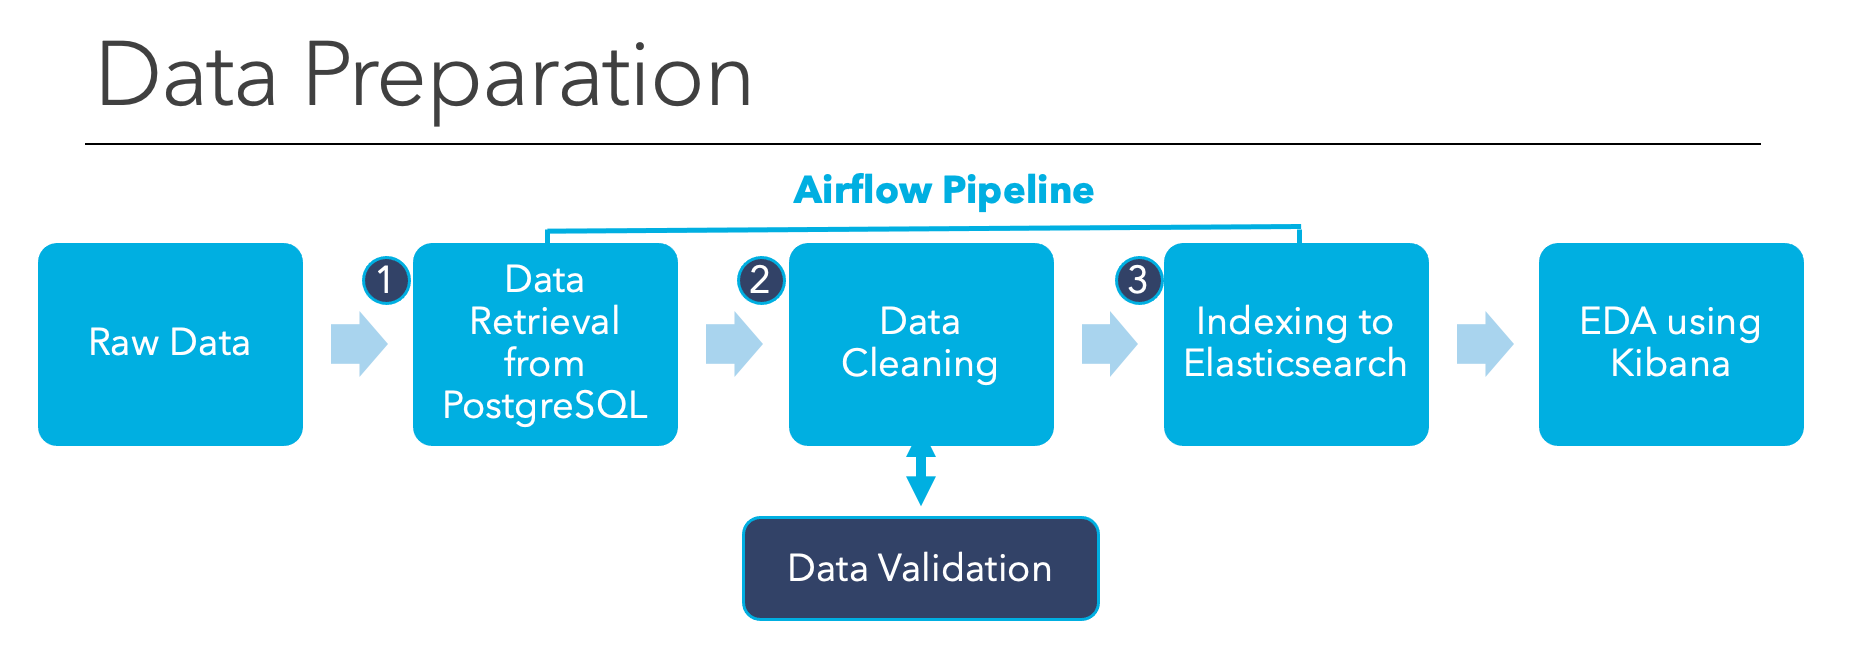 Data Preparation
Airflow Pipeline
Raw Data
1
Data
Retrieval
from
PostgreSQL
2
Data
Cleaning
3
Indexing to
Elasticsearch
EDA using
Kibana
Data Validation